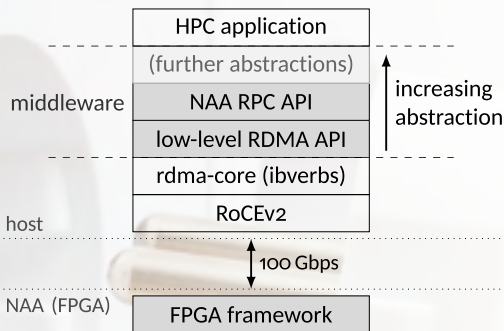 HPC application
(further abstractions)
middleware
NAA RPC API
low-level RDMA API
increasing
abstraction
rdma-core (ibverbs)
RoCEv2
host
100 Gbps
NAA (FPGA)
FPGA framework